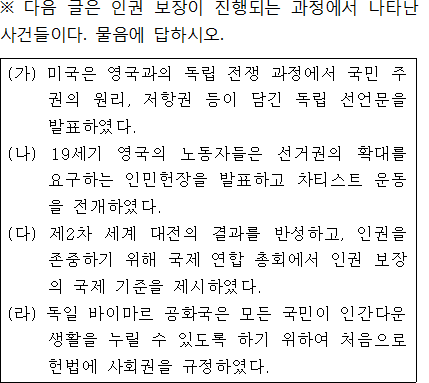 ※ 다음 글은 인권 보장이 진행되는 과정에서 나타난
사건들이다. 물음에 답하시오.
(가) 미국은 영국과의 독립 전쟁 과정에서 국민 주
권의 원리, 저항권 등이 담긴 독립 선언문을
발표하였다.
(나) 19세기 영국의 노동자들은 선거권의 확대를
요구하는 인민헌장을 발표하고 차티스트 운동
을 전개하였다.
(다) 제2차 세계 대전의 결과를 반성하고, 인권을
존중하기 위해 국제 연합 총회에서 인권 보장
의 국제 기준을 제시하였다.
(라) 독일 바이마르 공화국은 모든 국민이 인간다운
생활을 누릴 수 있도록 하기 위하여 처음으로
헌법에 사회권을 규정하였다.